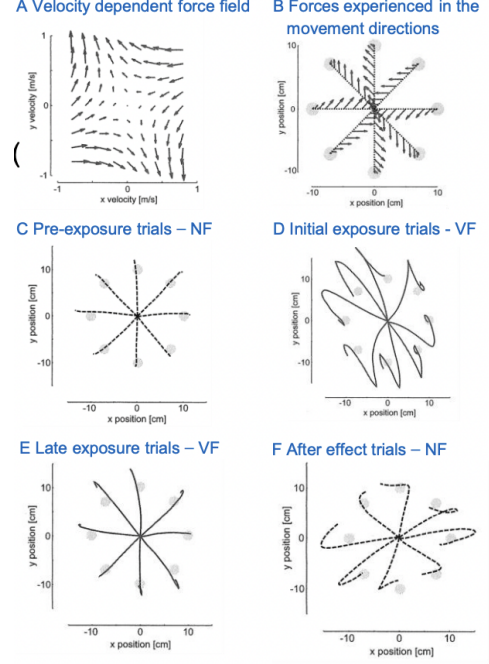 A Velocity dependent force field
B Forces experienced in the
movement directions
1
0
-1
y velocity [m/s]
-1
0
1
x velocity [m/s]
(
10
0
-10
y position [cm]
-10
0
10
x position [cm]
C Pre-exposure trials – NF
D Initial exposure trials - VF
10
0
-10
y position [cm]
-10
0
10
x position [cm]
10
0
-10
y position [cm]
-10
0
10
x position [cm]
E Late exposure trials – VF
F After effect trials – NF
10
0
-10
y position [cm]
-10
0
10
x position [cm]
10
0
-10
y position [cm]
-10
0
10
x position [cm]